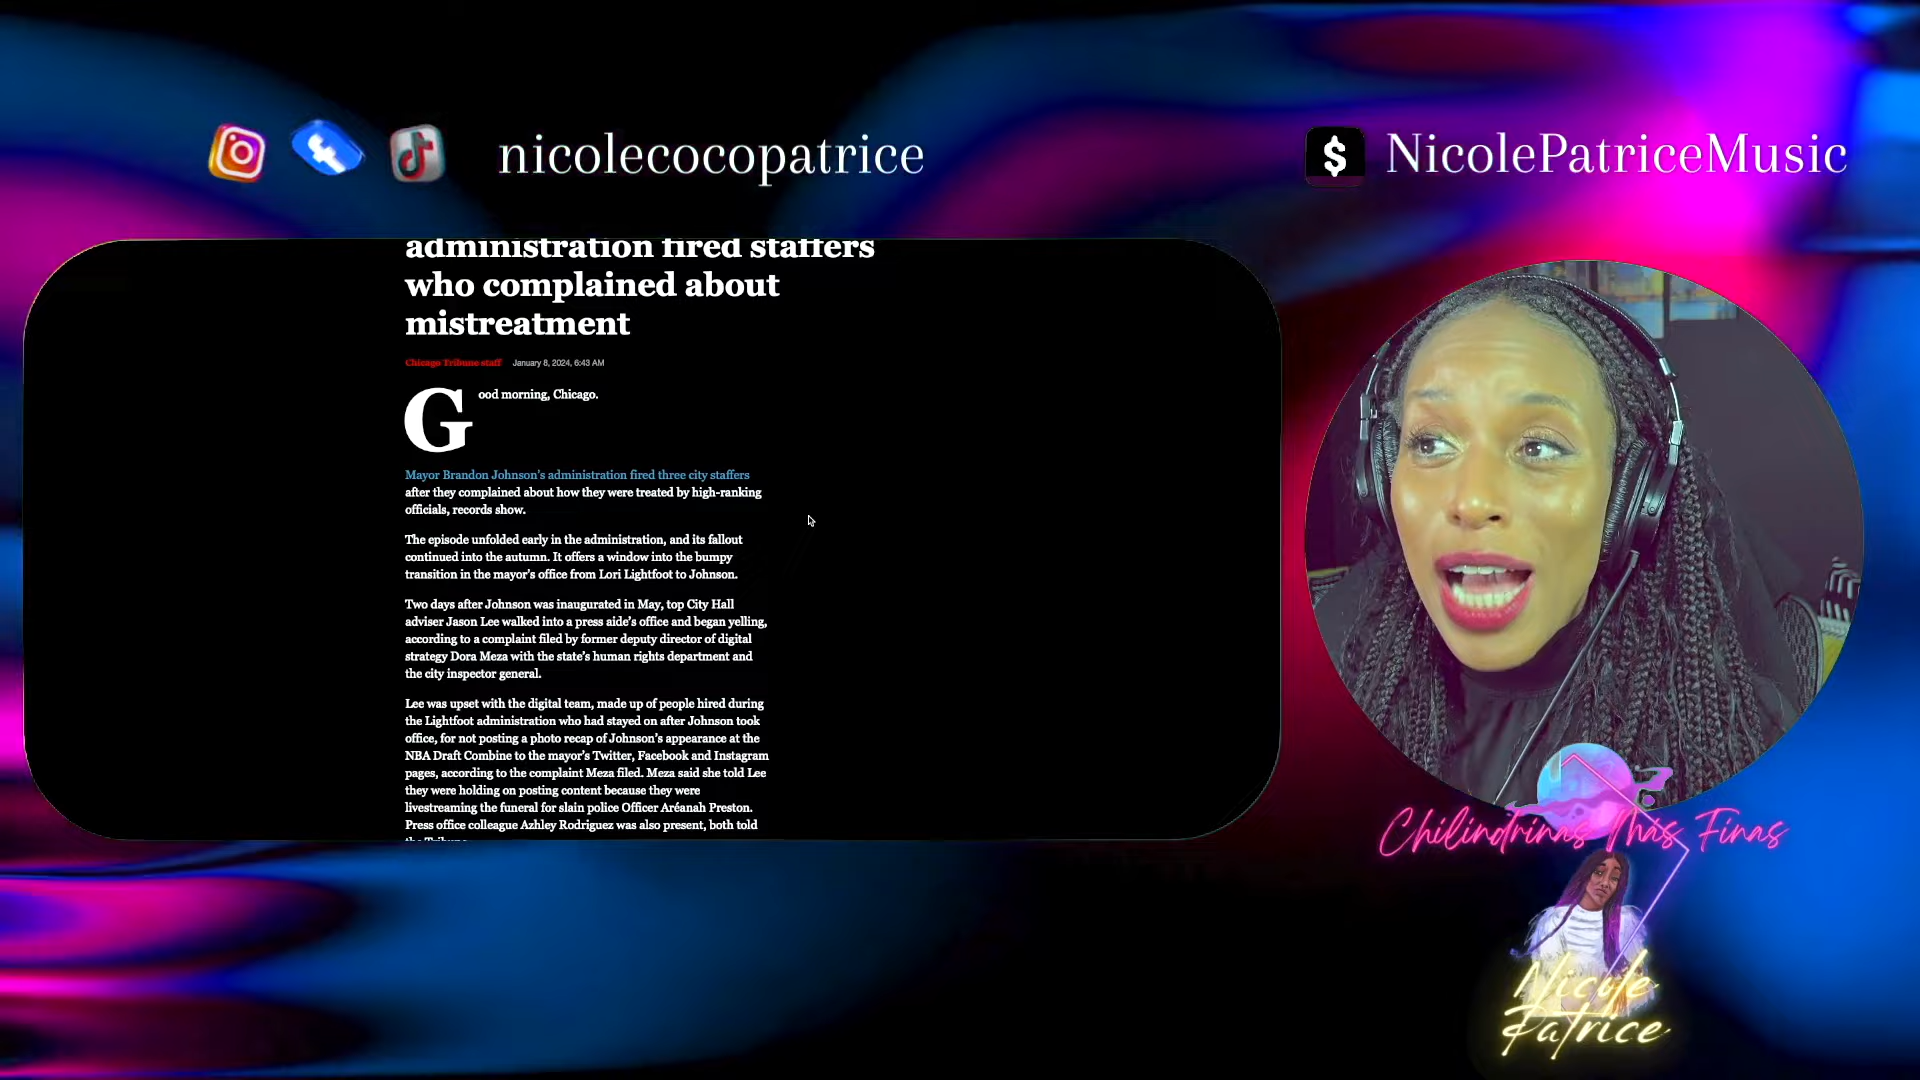 nicolecocopatrice
NicolePatriceMusic
administration fired staffers
who complained about
mistreatment
Chicago Tribune staff January 8, 2024, 6:43 AM
Good morning, Chicago.
Mayor Brandon Johnson's administration fired three city staffers
after they complained about how they were treated by high-ranking
officials, records show.
The episode unfolded early in the administration, and its fallout
continued into the autumn. It offers a window into the bumpy
transition in the mayor's office from Lori Lightfoot to Johnson.
Two days after Johnson was inaugurated in May, top City Hall
adviser Jason Lee walked into a press aide's office and began yelling,
according to a complaint filed by former deputy director of digital
strategy Dora Meza with the state's human rights department and
the city inspector general.
Lee was upset with the digital team, made up of people hired during
the Lightfoot administration who had stayed on after Johnson took
office, for not posting a photo recap of Johnson's appearance at the
NBA Draft Combine to the mayor's Twitter, Facebook and Instagram
pages, according to the complaint Meza filed. Meza said she told Lee
they were holding on posting content because they were
livestreaming the funeral for slain police Officer Aréanah Preston.
Press office colleague Azhley Rodriguez was also present, both told
the Tribune.
Chilindrinas Más Finas
Nicole
Patrice